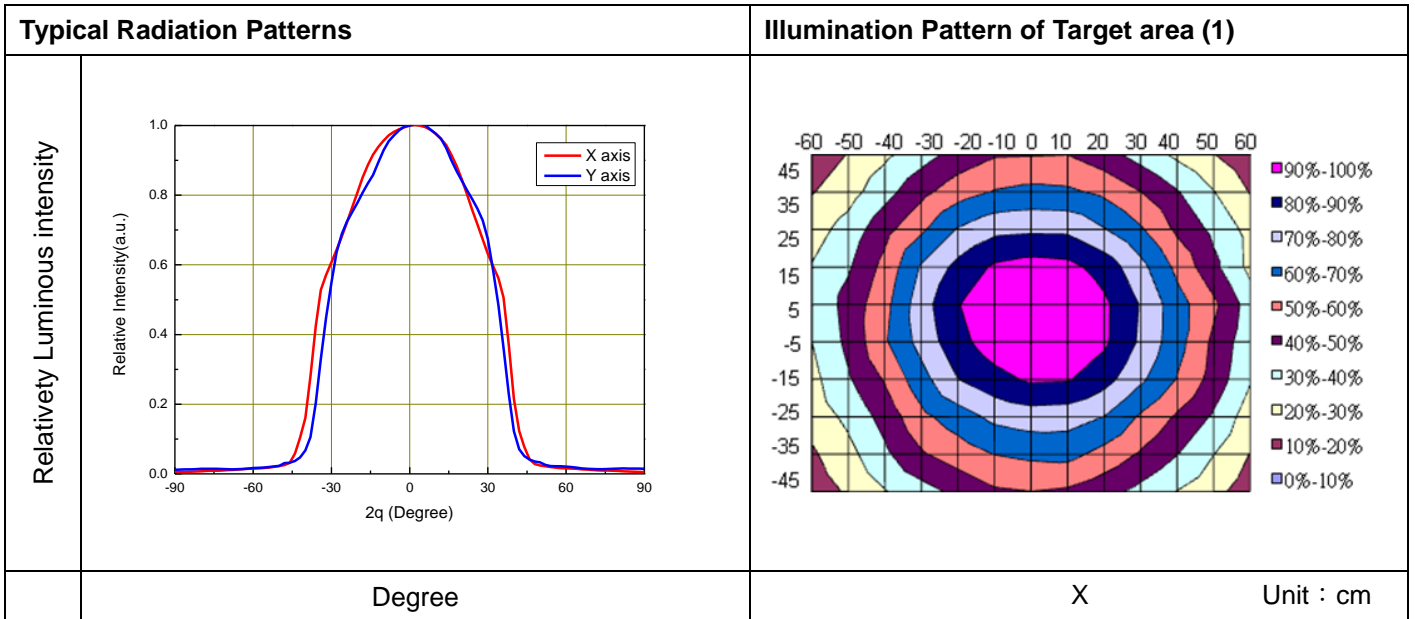 Typical Radiation Patterns
Illumination Pattern of Target area (1)
Relativety Luminous intensity
Relative Intensity(a.u.)
1.0
0.8
0.6
0.4
0.2
0.0
-90 -60 -30 0 30 60 90
2q (Degree)
X axis
Y axis
-60 -50 -40 -30 -20 -10 0 10 20 30 40 50 60
45
35
25
15
5
-5
-15
-25
-35
-45
90%-100%
80%-90%
70%-80%
60%-70%
50%-60%
40%-50%
30%-40%
20%-30%
10%-20%
0%-10%
Degree
X Unit：cm